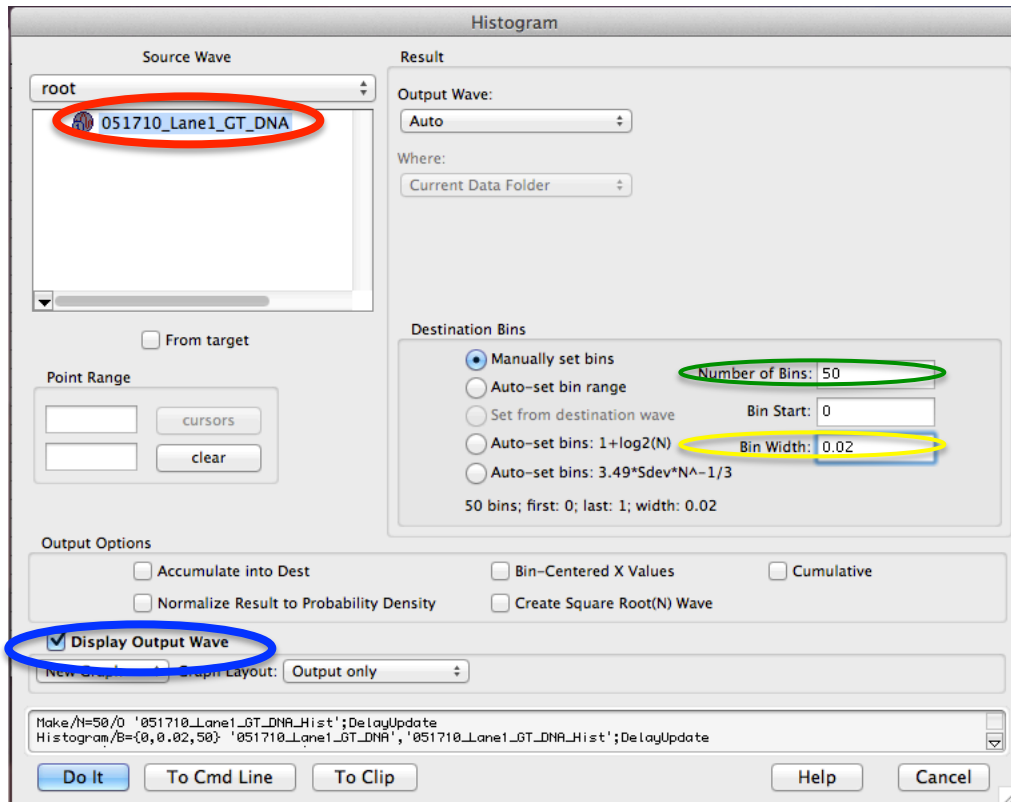 Histogram
Source Wave
root
051710_Lane1_GT_DNA
From target
Point Range
cursors
clear
Result
Output Wave:
Auto
Where:
Current Data Folder
Destination Bins
Manually set bins
Auto-set bin range
Set from destination wave
Auto-set bins: 1+log2(N)
Auto-set bins: 3.49*Sdev*N^-1/3
Number of Bins: 50
Bin Start: 0
Bin Width: 0.02
50 bins; first: 0; last: 1; width: 0.02
Output Options
Accumulate into Dest
Bin-Centered X Values
Cumulative
Normalize Result to Probability Density
Create Square Root(N) Wave
Display Output Wave
New Graph Graph Layout: Output only
Make/N=50/O '051710_Lane1_GT_DNA_Hist';DelayUpdate
Histogram/B={0,0.02,50} '051710_Lane1_GT_DNA','051710_Lane1_GT_DNA_Hist';DelayUpdate
Do It
To Cmd Line
To Clip
Help
Cancel